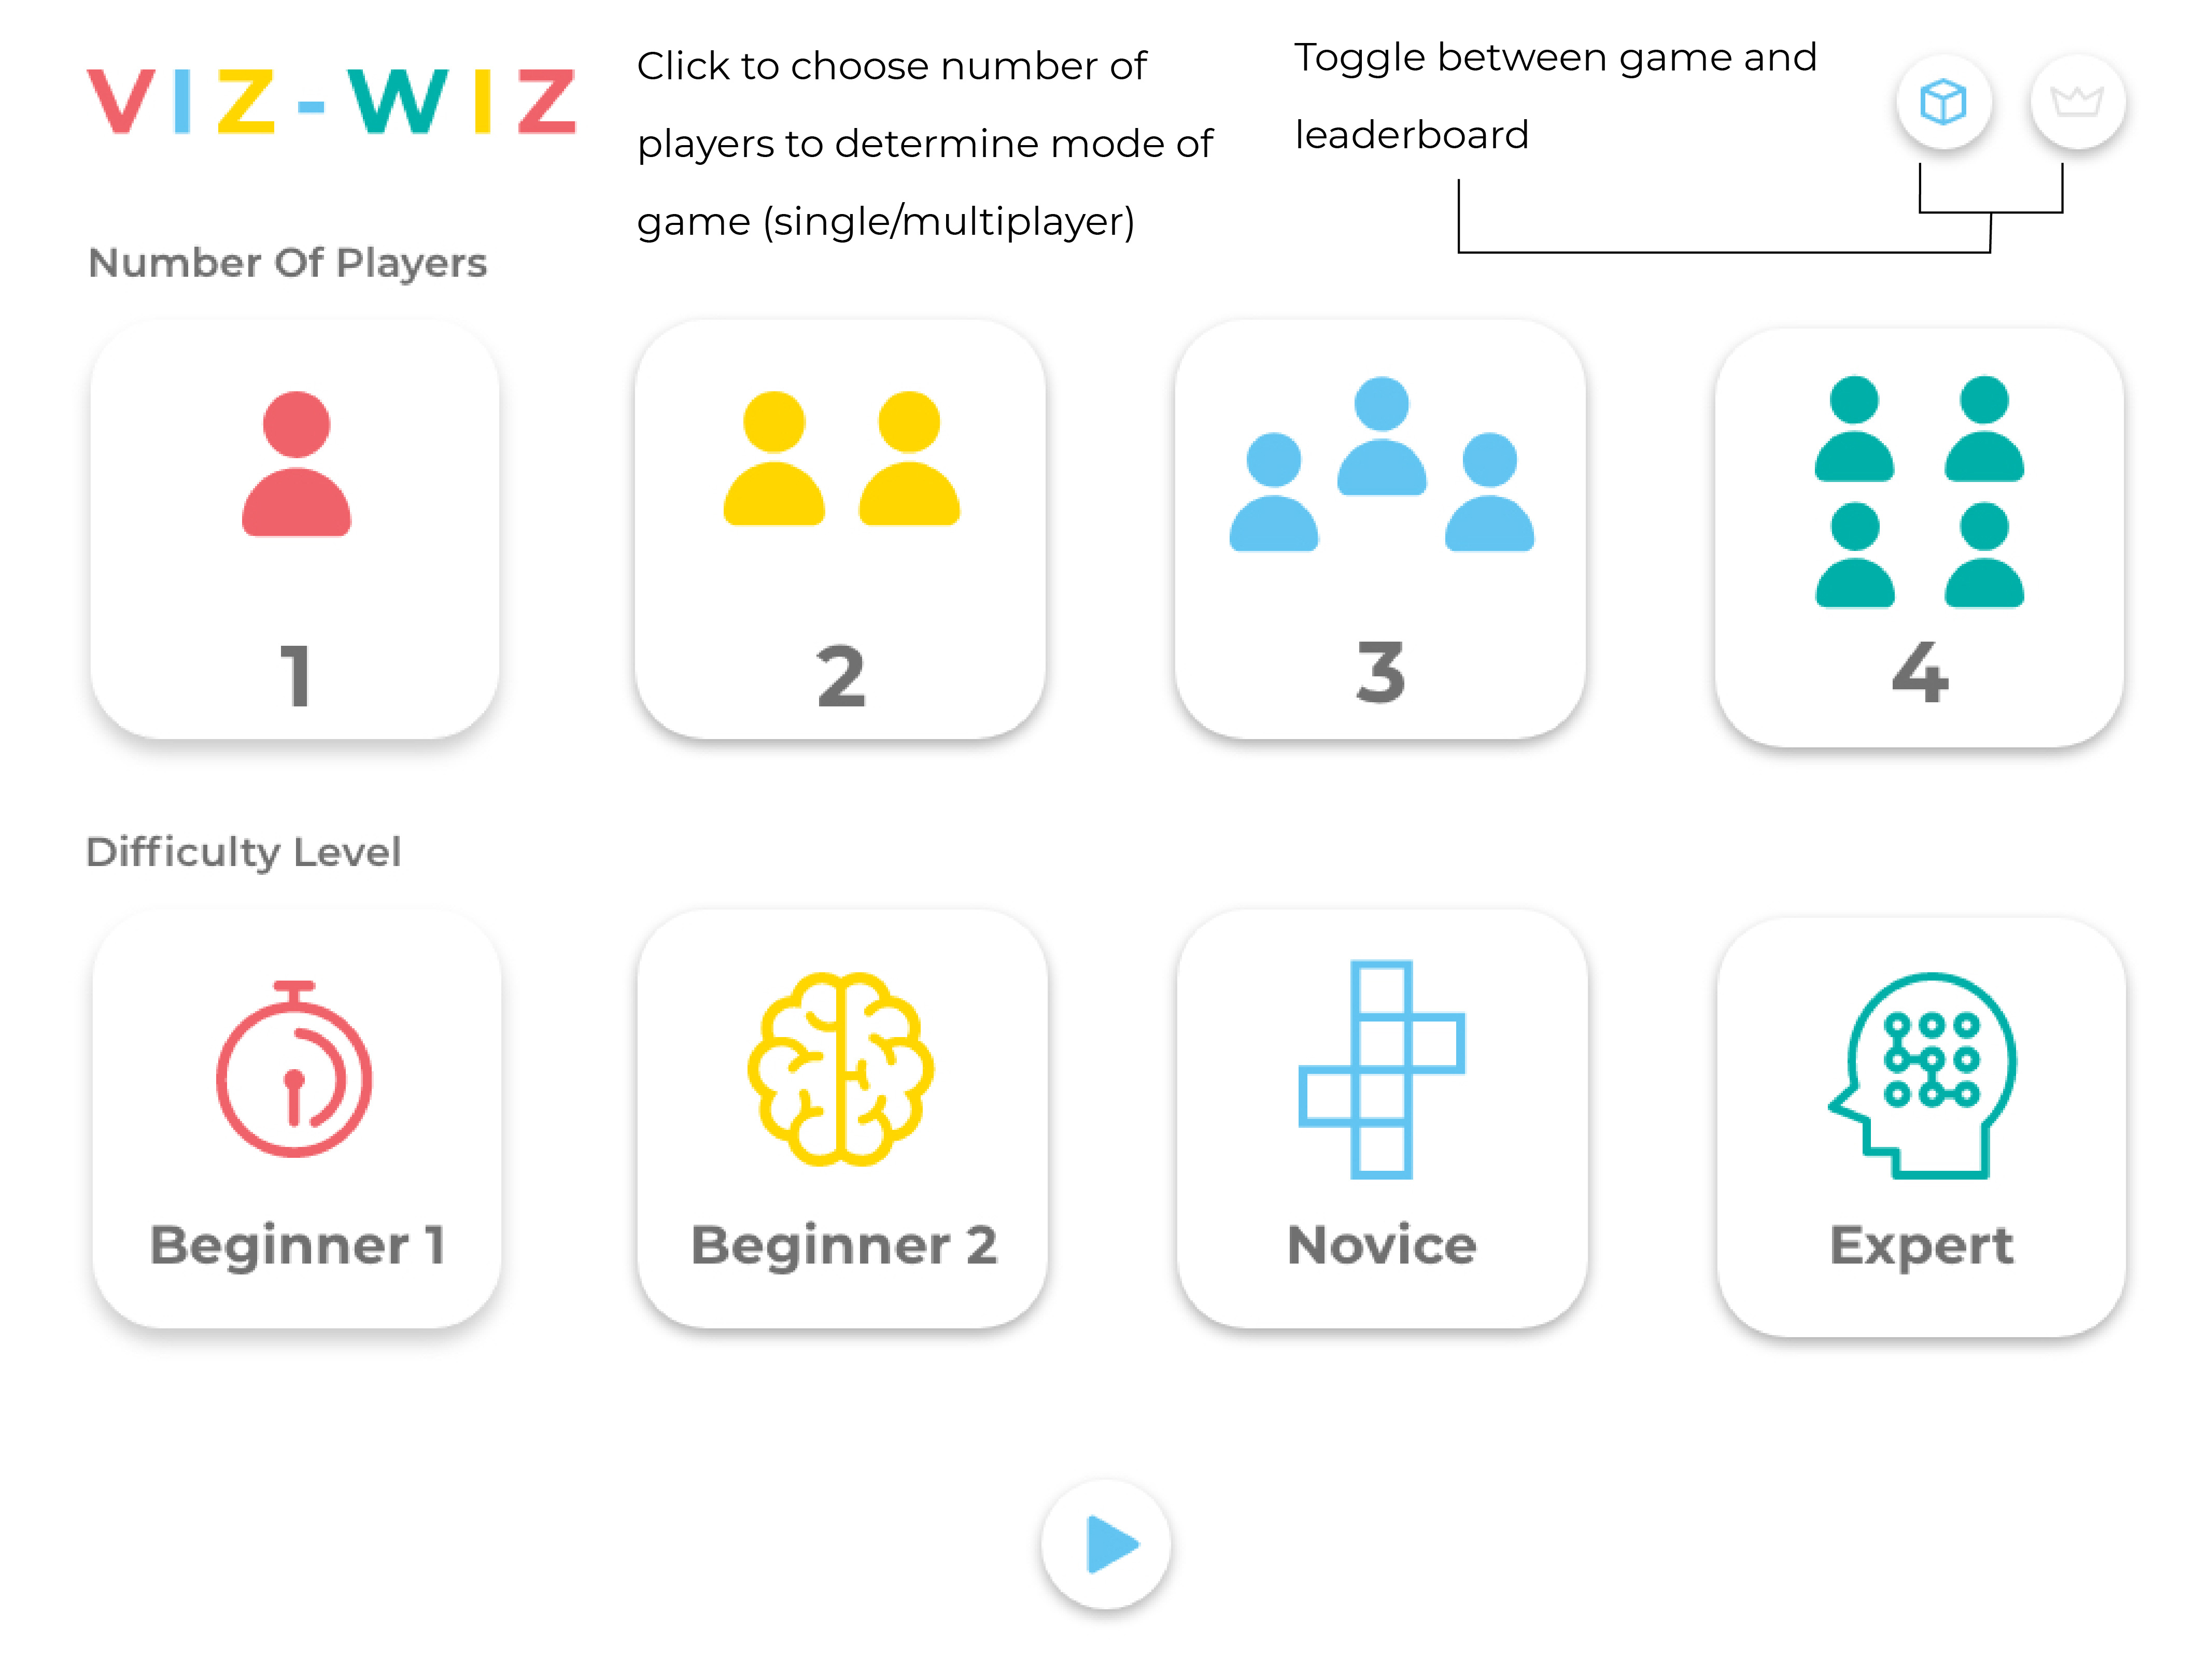 VIZ-WIZ
Click to choose number of
players to determine mode of
game (single/multiplayer)
Toggle between game and
leaderboard
Number Of Players
1
2
3
4
Difficulty Level
Beginner 1
Beginner 2
Novice
Expert